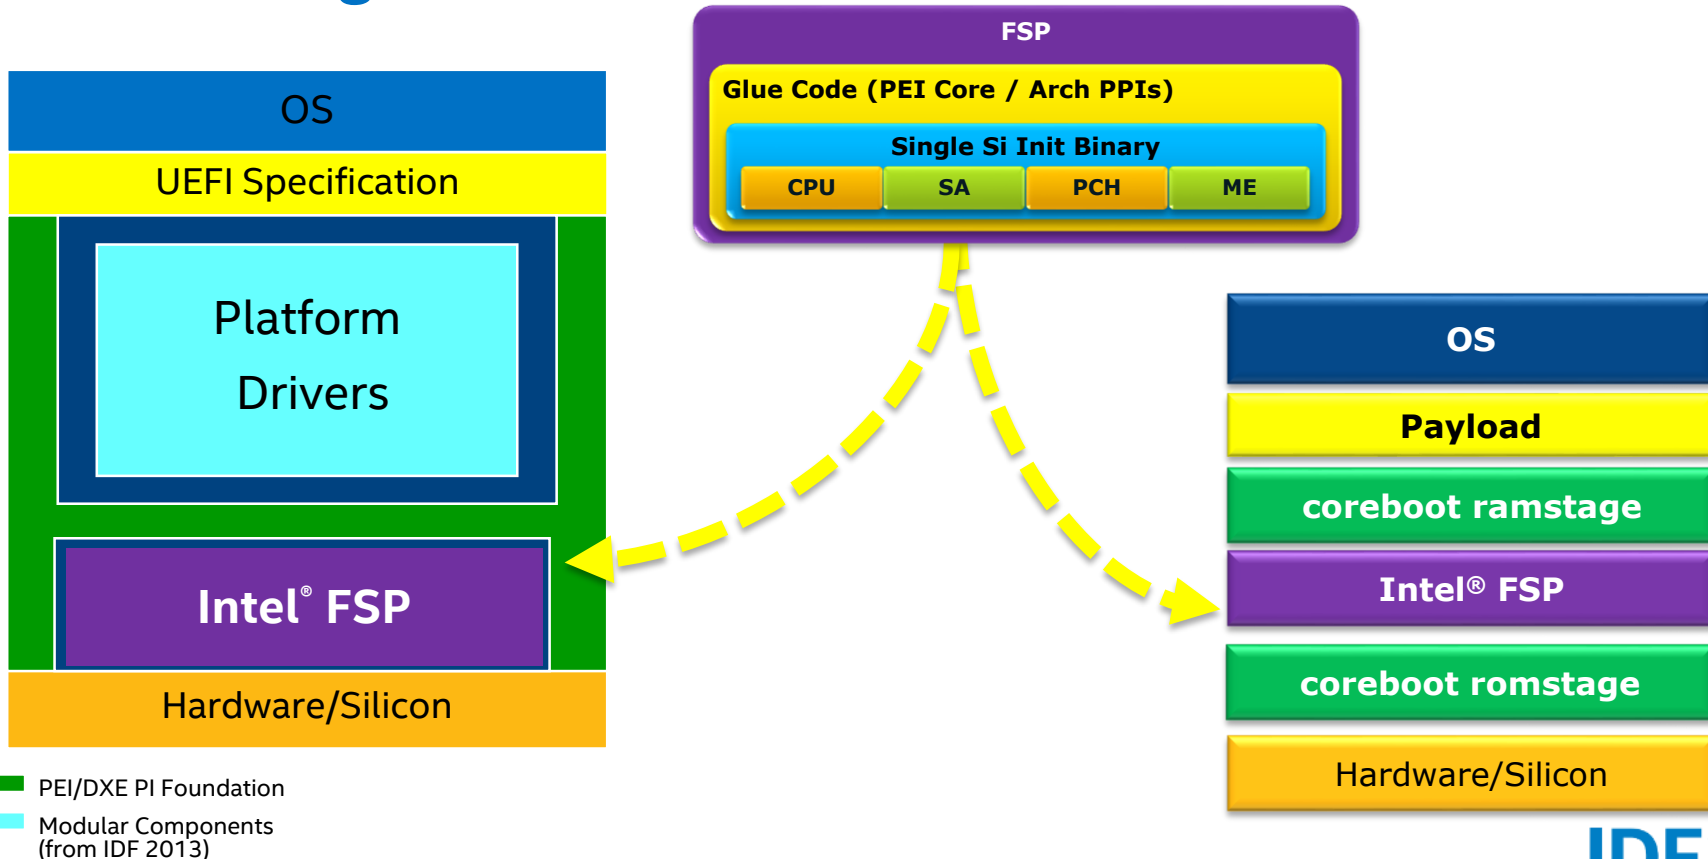 FSP
Glue Code (PEI Core / Arch PPIs)
Single Si Init Binary
CPU SA PCH ME
OS
UEFI Specification
Platform
Drivers
Intel® FSP
Hardware/Silicon
PEI/DXE PI Foundation
Modular Components
(from IDF 2013)
OS
Payload
coreboot ramstage
Intel® FSP
coreboot romstage
Hardware/Silicon
IDF